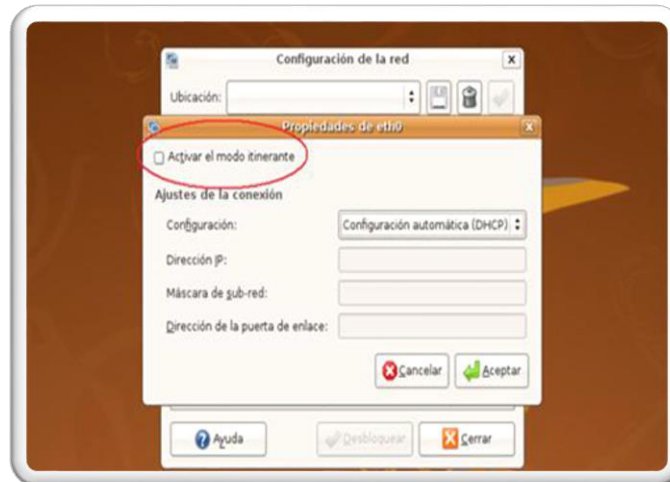 Configuración de la red
Ubicación:
Propiedades de eth0
Activar el modo itinerante
Ajustes de la conexión
Configuración: Configuración automática (DHCP)
Dirección IP:
Máscara de sub-red:
Dirección de la puerta de enlace:
Cancelar Aceptar
Ayuda Desbloquear Cerrar